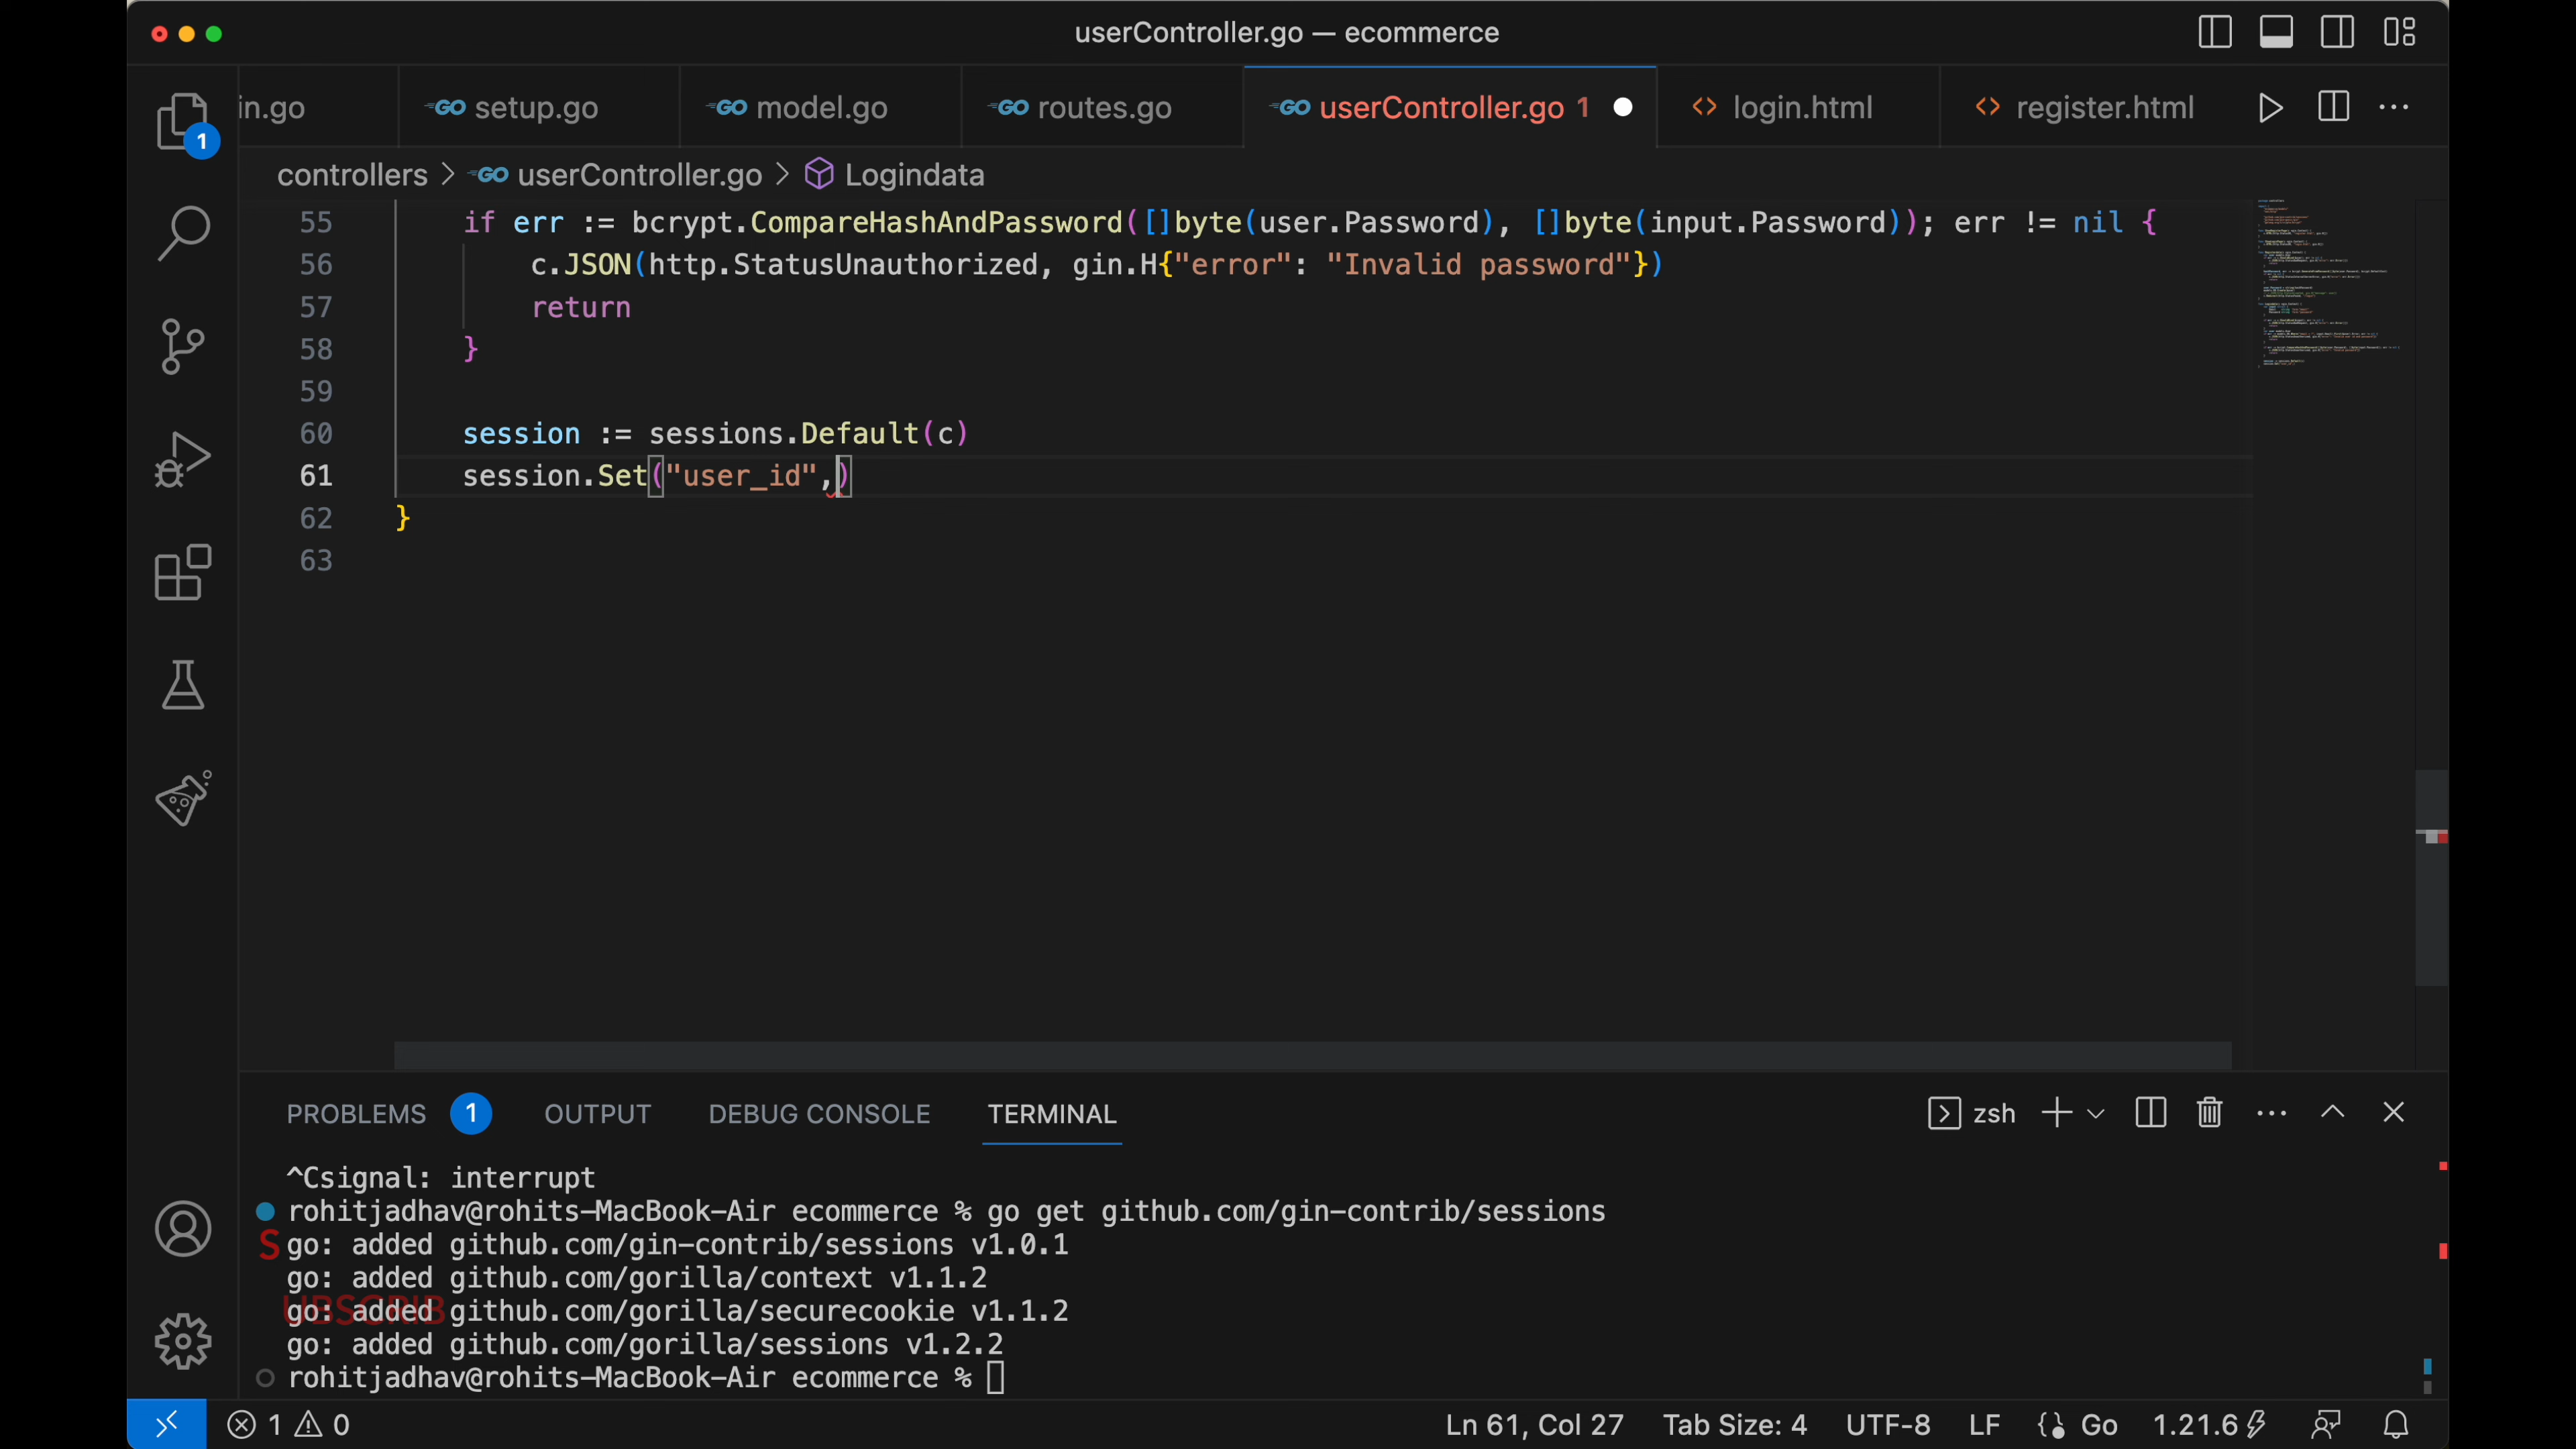 userController.go — ecommerce
in.go
setup.go
model.go
routes.go
userController.go 1
login.html
register.html
controllers > userController.go > Logindata
55 if err := bcrypt.CompareHashAndPassword([]byte(user.Password), []byte(input.Password)); err != nil {
56 c.JSON(http.StatusUnauthorized, gin.H{"error": "Invalid password"})
57 return
58 }
59
60 session := sessions.Default(c)
61 session.Set("user_id",)
62 }
63
PROBLEMS 1 OUTPUT DEBUG CONSOLE TERMINAL zsh
^Csignal: interrupt
rohitjadhav@rohits-MacBook-Air ecommerce % go get github.com/gin-contrib/sessions
go: added github.com/gin-contrib/sessions v1.0.1
go: added github.com/gorilla/context v1.1.2
go: added github.com/gorilla/securecookie v1.1.2
go: added github.com/gorilla/sessions v1.2.2
rohitjadhav@rohits-MacBook-Air ecommerce %
S
UBSCRIB
1 0 Ln 61, Col 27 Tab Size: 4 UTF-8 LF {} Go 1.21.6